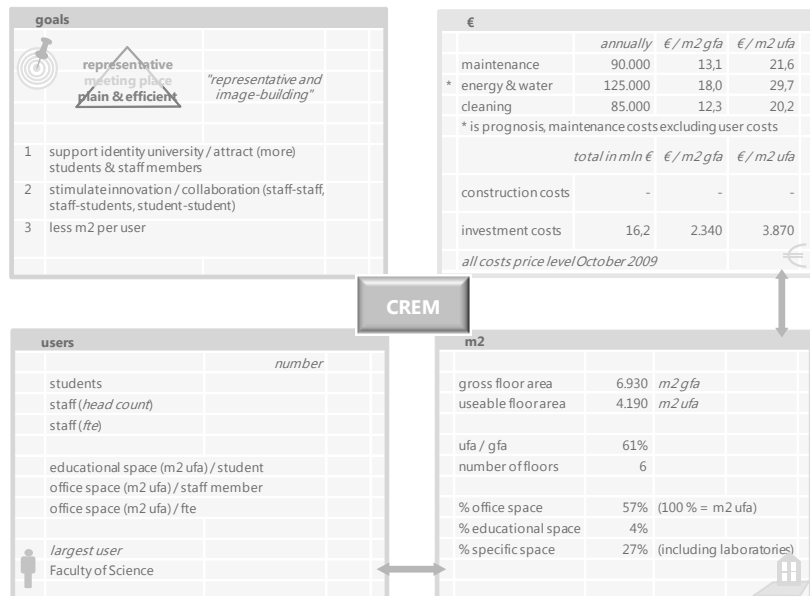 goals
representative
meeting place
plain & efficient
"representative and
image-building"
1 support identity university / attract (more)
students & staff members
2 stimulate innovation / collaboration (staff-staff,
staff-students, student-student)
3 less m2 per user
€
annually € / m2 gfa € / m2 ufa
maintenance 90.000 13,1 21,6
* energy & water 125.000 18,0 29,7
cleaning 85.000 12,3 20,2
* is prognosis, maintenance costs excluding user costs
total in mln € € / m2 gfa € / m2 ufa
construction costs - - -
investment costs 16,2 2.340 3.870
all costs price level October 2009
€
CREM
users
number
students
staff (head count)
staff (fte)
educational space (m2 ufa) / student
office space (m2 ufa) / staff member
office space (m2 ufa) / fte
largest user
Faculty of Science
m2
gross floor area 6.930 m2 gfa
useable floor area 4.190 m2 ufa
ufa / gfa 61%
number of floors 6
% office space 57% (100 % = m2 ufa)
% educational space 4%
% specific space 27% (including laboratories)